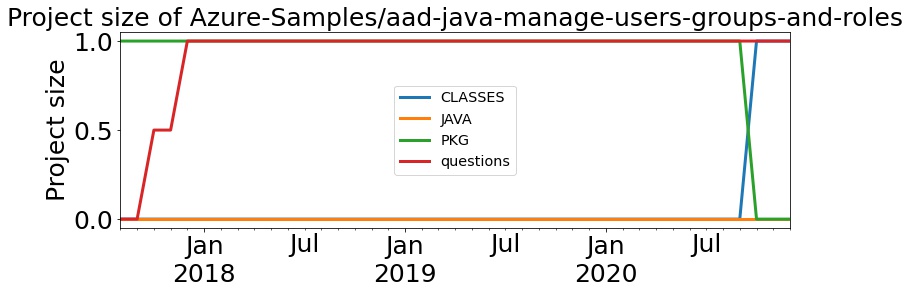 Project size of Azure-Samples/aad-java-manage-users-groups-and-roles
Project size
1.0
0.5
0.0
CLASSES
JAVA
PKG
questions
Jan Jul Jan Jul Jan Jul
2018 2019 2020